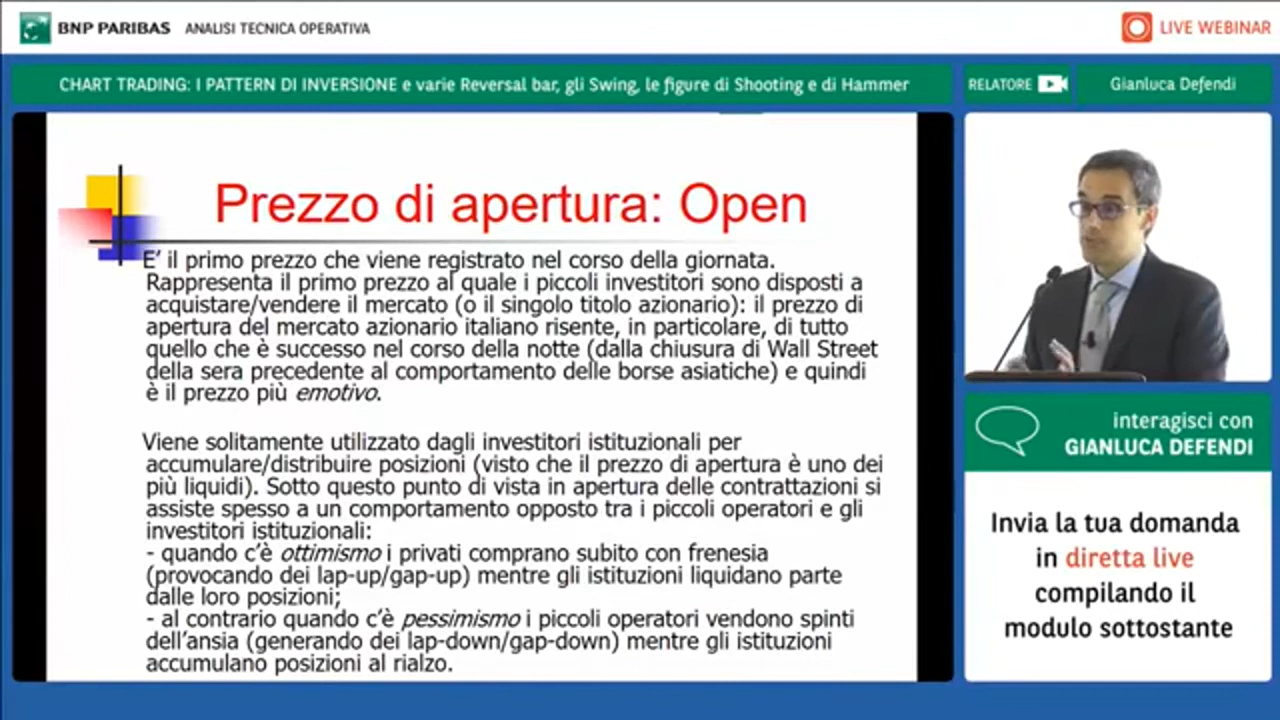 BNP PARIBAS ANALISI TECNICA OPERATIVA
LIVE WEBINAR
CHART TRADING: I PATTERN DI INVERSIONE e varie Reversal bar, gli Swing, le figure di Shooting e di Hammer
RELATORE
Gianluca Defendi
Prezzo di apertura: Open
E' il primo prezzo che viene registrato nel corso della giornata.
Rappresenta il primo prezzo al quale i piccoli investitori sono disposti a
acquistare/vendere il mercato (o il singolo titolo azionario): il prezzo di
apertura del mercato azionario italiano risente, in particolare, di tutto
quello che è successo nel corso della notte (dalla chiusura di Wall Street
della sera precedente al comportamento delle borse asiatiche) e quindi
è il prezzo più emotivo.
Viene solitamente utilizzato dagli investitori istituzionali per
accumulare/distribuire posizioni (visto che il prezzo di apertura è uno dei
più liquidi). Sotto questo punto di vista in apertura delle contrattazioni si
assiste spesso a un comportamento opposto tra i piccoli operatori e gli
investitori istituzionali:
- quando c'è ottimismo i privati comprano subito con frenesia
(provocando dei lap-up/gap-up) mentre gli istituzioni liquidano parte
dalle loro posizioni;
- al contrario quando c'è pessimismo i piccoli operatori vendono spinti
dell'ansia (generando dei lap-down/gap-down) mentre gli istituzioni
accumulano posizioni al rialzo.
interagisci con
GIANLUCA DEFENDI
Invia la tua domanda
in diretta live
compilando il
modulo sottostante